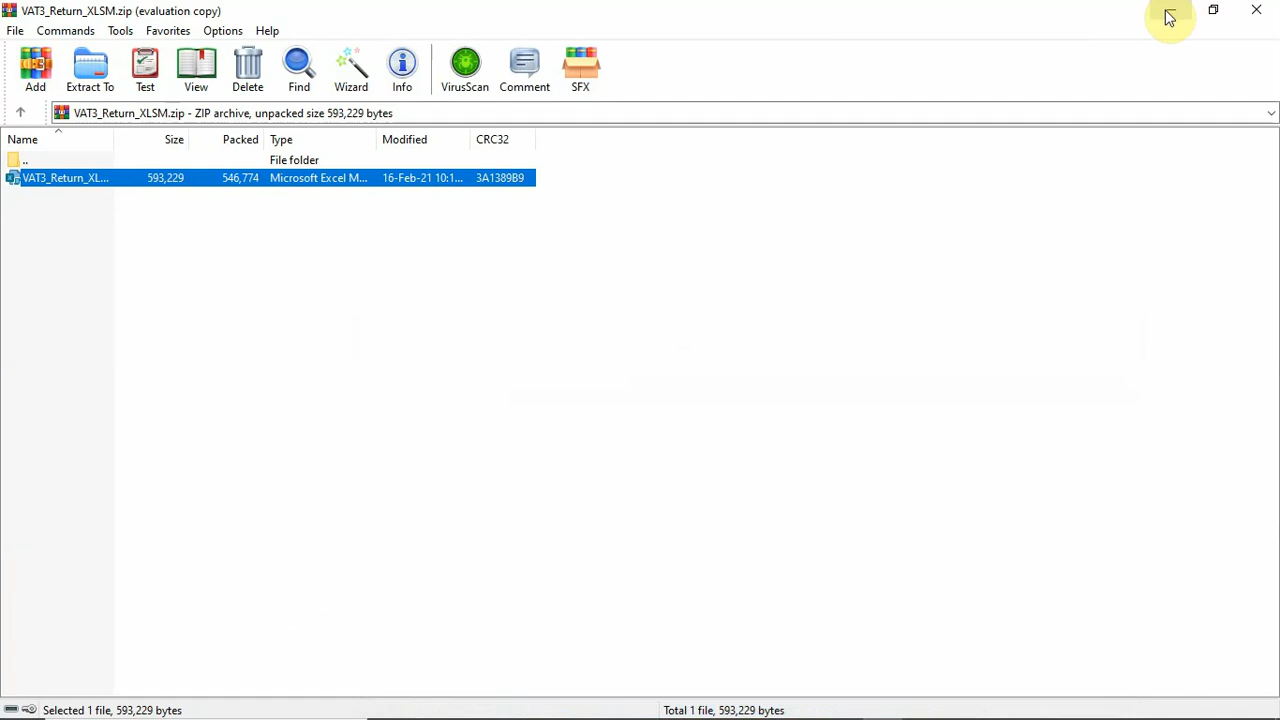 VAT3_Return_XLSM.zip (evaluation copy)
File Commands Tools Favorites Options Help
Add Extract To Test View Delete Find Wizard Info VirusScan Comment SFX
VAT3_Return_XLSM.zip - ZIP archive, unpacked size 593,229 bytes
Name Size Packed Type Modified CRC32
.. File folder
VAT3_Return_XL... 593,229 546,774 Microsoft Excel M... 16-Feb-21 10:1... 3A1389B9
Selected 1 file, 593,229 bytes Total 1 file, 593,229 bytes